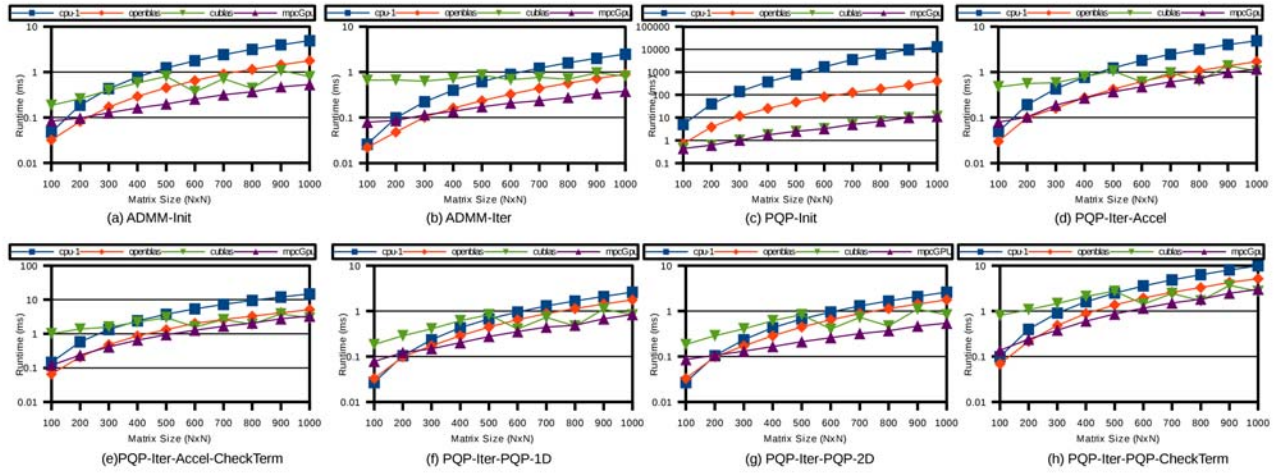 cpu-1 openblas cublas mpcGpu
cpu-1 openblas cublas mpcGpu
cpu-1 openblas cublas mpcGpu
cpu-1 openblas cublas mpcGpu
Runtime (ms)
10
1
0.1
0.01
100 200 300 400 500 600 700 800 900 1000
Matrix Size (NxN)
(a) ADMM-Init
Runtime (ms)
10
1
0.1
0.01
100 200 300 400 500 600 700 800 900 1000
Matrix Size (NxN)
(b) ADMM-Iter
Runtime (ms)
100000
10000
1000
100
10
1
0.1
100 200 300 400 500 600 700 800 900 1000
Matrix Size (NxN)
(c) PQP-Init
Runtime (ms)
10
1
0.1
0.01
100 200 300 400 500 600 700 800 900 1000
Matrix Size (NxN)
(d) PQP-Iter-Accel
cpu-1 openblas cublas mpcGpu
cpu-1 openblas cublas mpcGpu
cpu-1 openblas cublas mpcGPU
cpu-1 openblas cublas mpcGpu
Runtime (ms)
100
10
1
0.1
0.01
100 200 300 400 500 600 700 800 900 1000
Matrix Size (NxN)
(e)PQP-Iter-Accel-CheckTerm
Runtime (ms)
10
1
0.1
0.01
100 200 300 400 500 600 700 800 900 1000
Matrix Size (NxN)
(f) PQP-Iter-PQP-1D
Runtime (ms)
10
1
0.1
0.01
100 200 300 400 500 600 700 800 900 1000
Matrix Size (NxN)
(g) PQP-Iter-PQP-2D
Runtime (ms)
10
1
0.1
0.01
100 200 300 400 500 600 700 800 900 1000
Matrix Size (NxN)
(h) PQP-Iter-PQP-CheckTerm